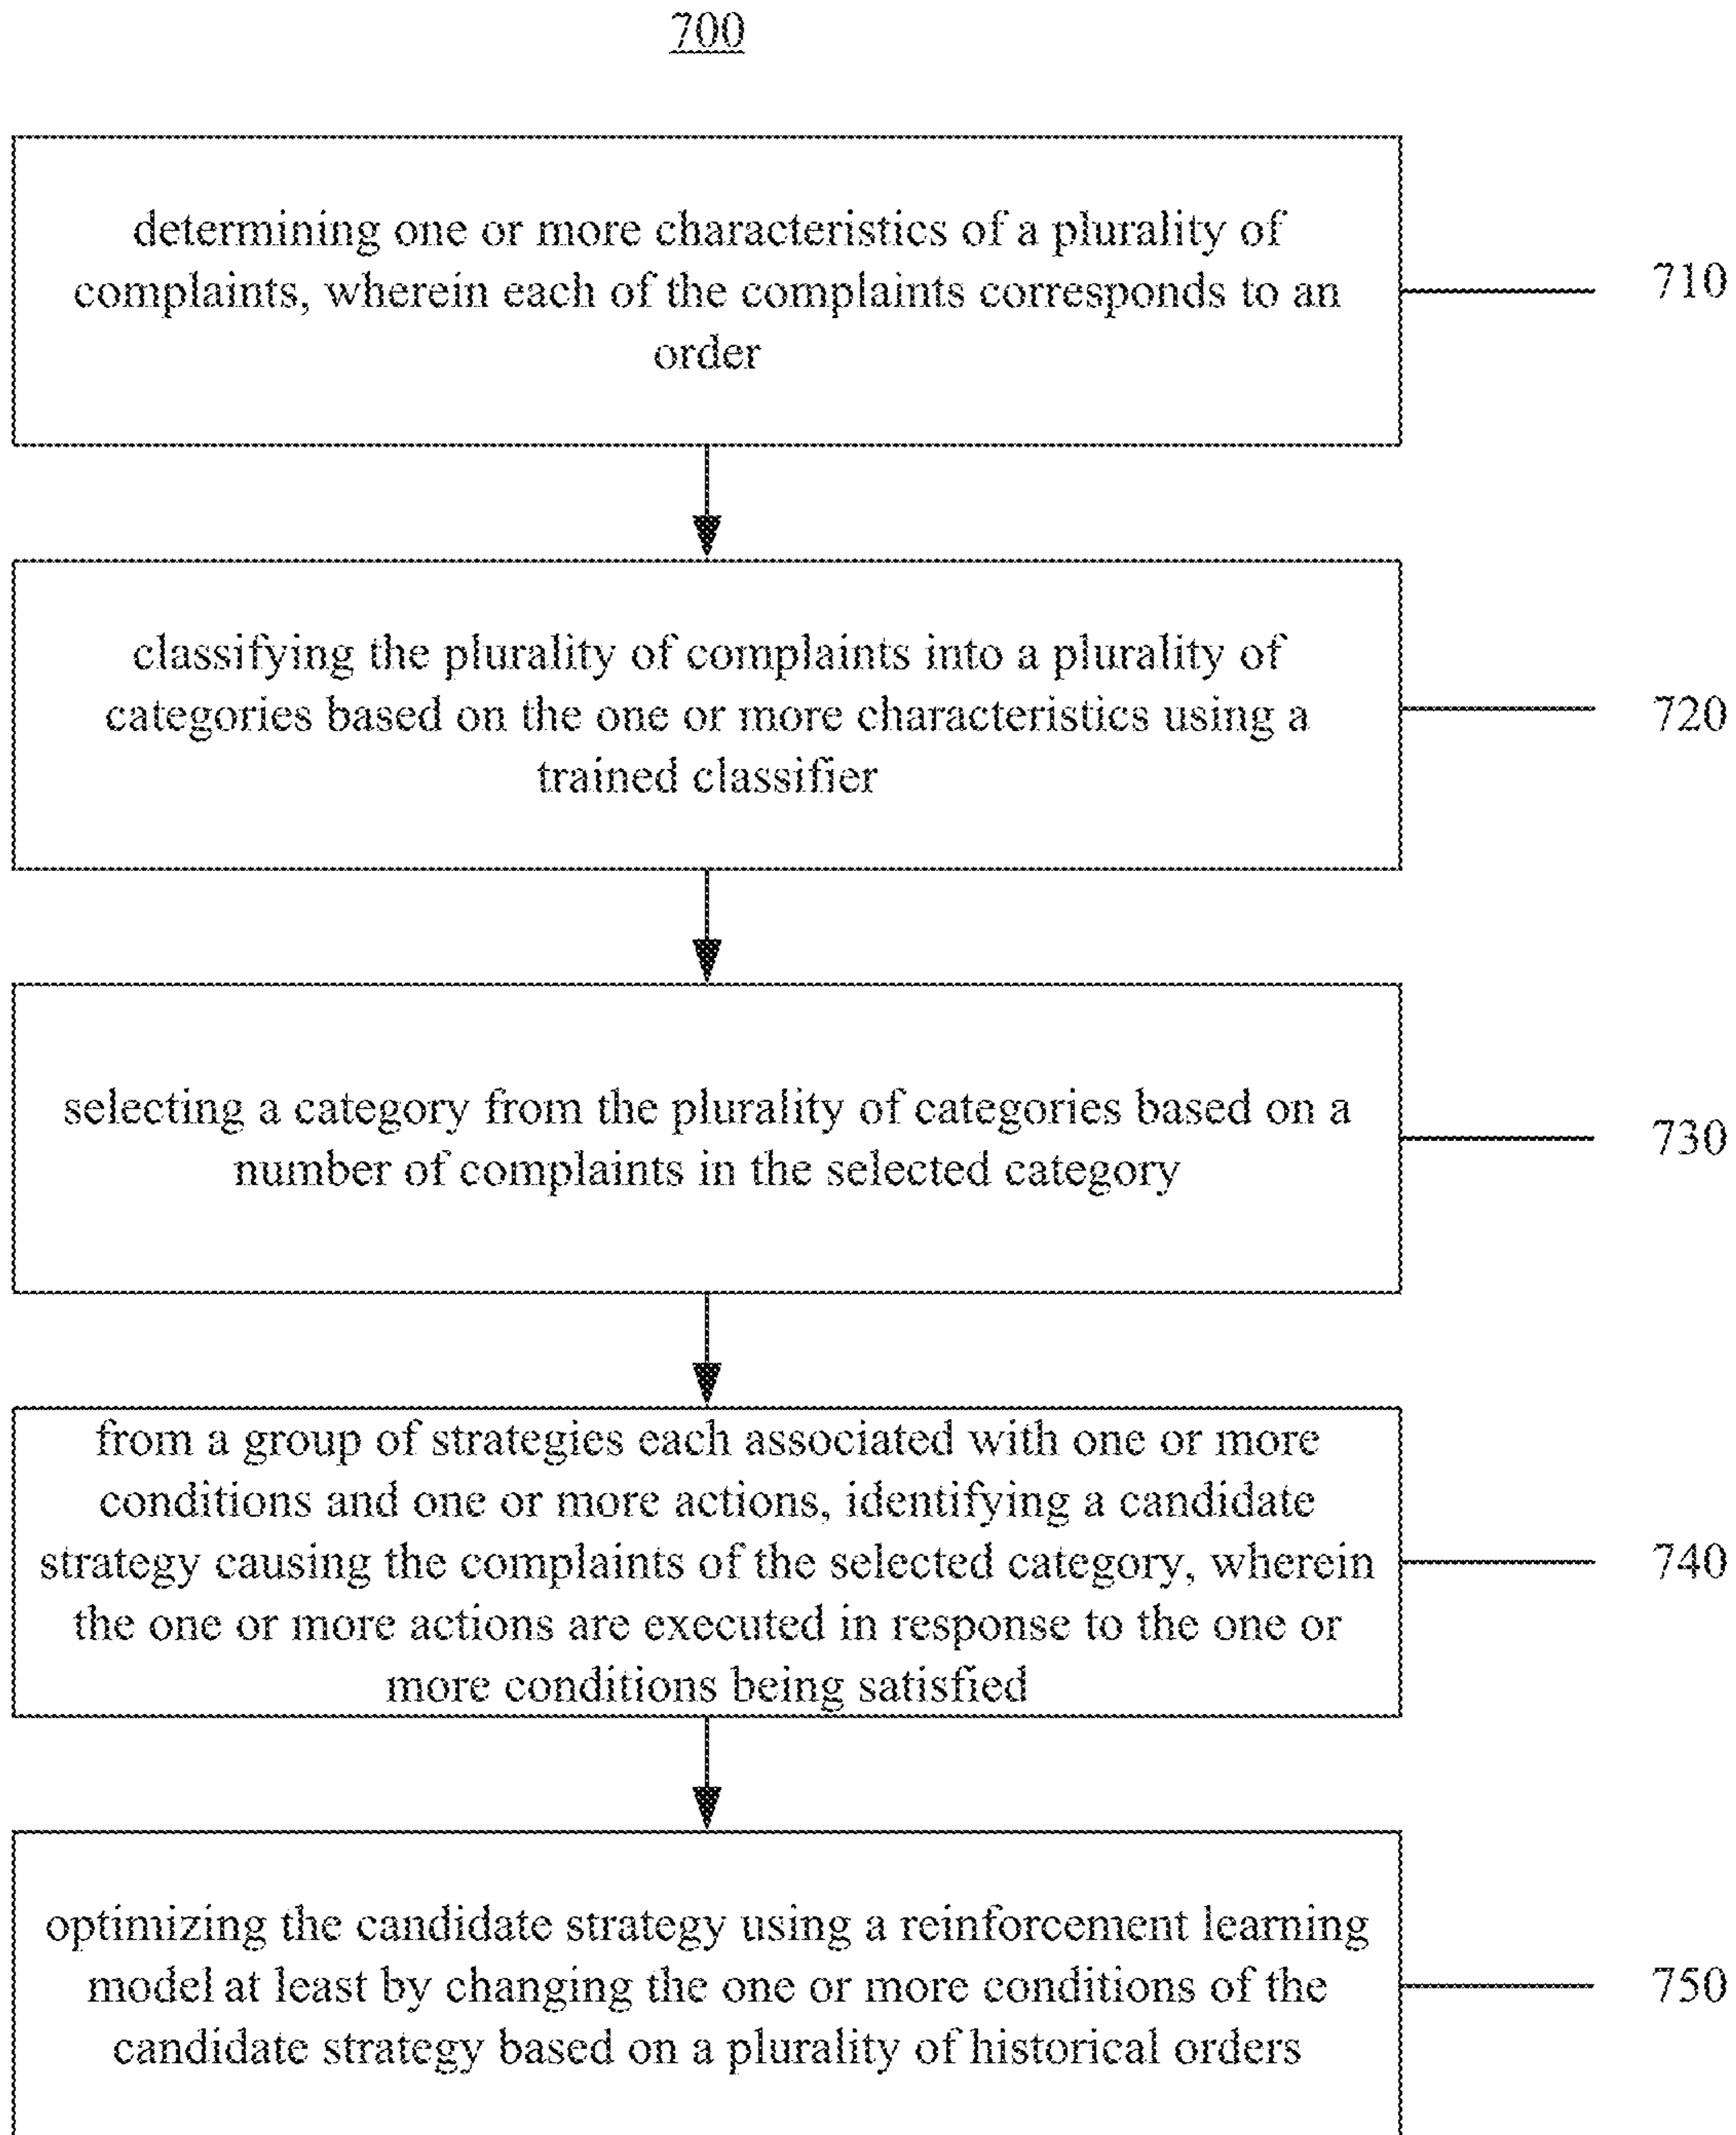 700
determining one or more characteristics of a plurality of
complaints, wherein each of the complaints corresponds to an
order
710
classifying the plurality of complaints into a plurality of
categories based on the one or more characteristics using a
trained classifier
720
selecting a category from the plurality of categories based on a
number of complaints in the selected category
730
from a group of strategies each associated with one or more
conditions and one or more actions, identifying a candidate
strategy causing the complaints of the selected category, wherein
the one or more actions are executed in response to the one or
more conditions being satisfied
740
optimizing the candidate strategy using a reinforcement learning
model at least by changing the one or more conditions of the
candidate strategy based on a plurality of historical orders
750